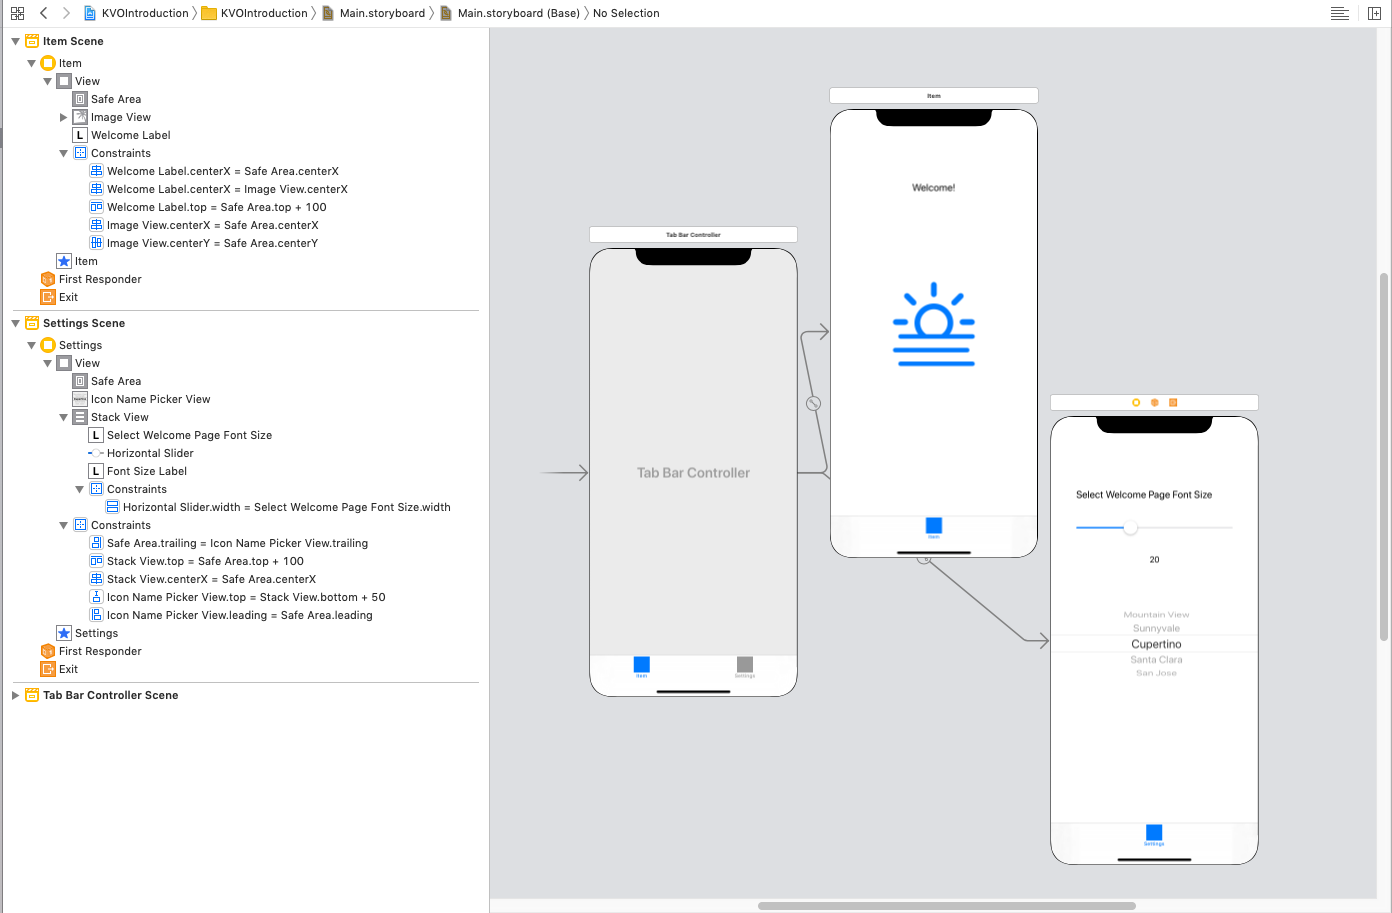 KVOIntroduction KVOIntroduction Main.storyboard Main.storyboard (Base) No Selection
Item Scene
Item
View
Safe Area
Image View
L Welcome Label
Constraints
Welcome Label.centerX = Safe Area.centerX
Welcome Label.centerX = Image View.centerX
Welcome Label.top = Safe Area.top + 100
Image View.centerX = Safe Area.centerX
Image View.centerY = Safe Area.centerY
Item
First Responder
Exit
Settings Scene
Settings
View
Safe Area
Icon Name Picker View
Stack View
L Select Welcome Page Font Size
Horizontal Slider
L Font Size Label
Constraints
Horizontal Slider.width = Select Welcome Page Font Size.width
Constraints
Safe Area.trailing = Icon Name Picker View.trailing
Stack View.top = Safe Area.top + 100
Stack View.centerX = Safe Area.centerX
Icon Name Picker View.top = Stack View.bottom + 50
Icon Name Picker View.leading = Safe Area.leading
Settings
First Responder
Exit
Tab Bar Controller Scene
Tab Bar Controller
Tab Bar Controller
Item
Settings
Item
Welcome!
Item
Select Welcome Page Font Size
20
Mountain View
Sunnyvale
Cupertino
Santa Clara
San Jose
Settings